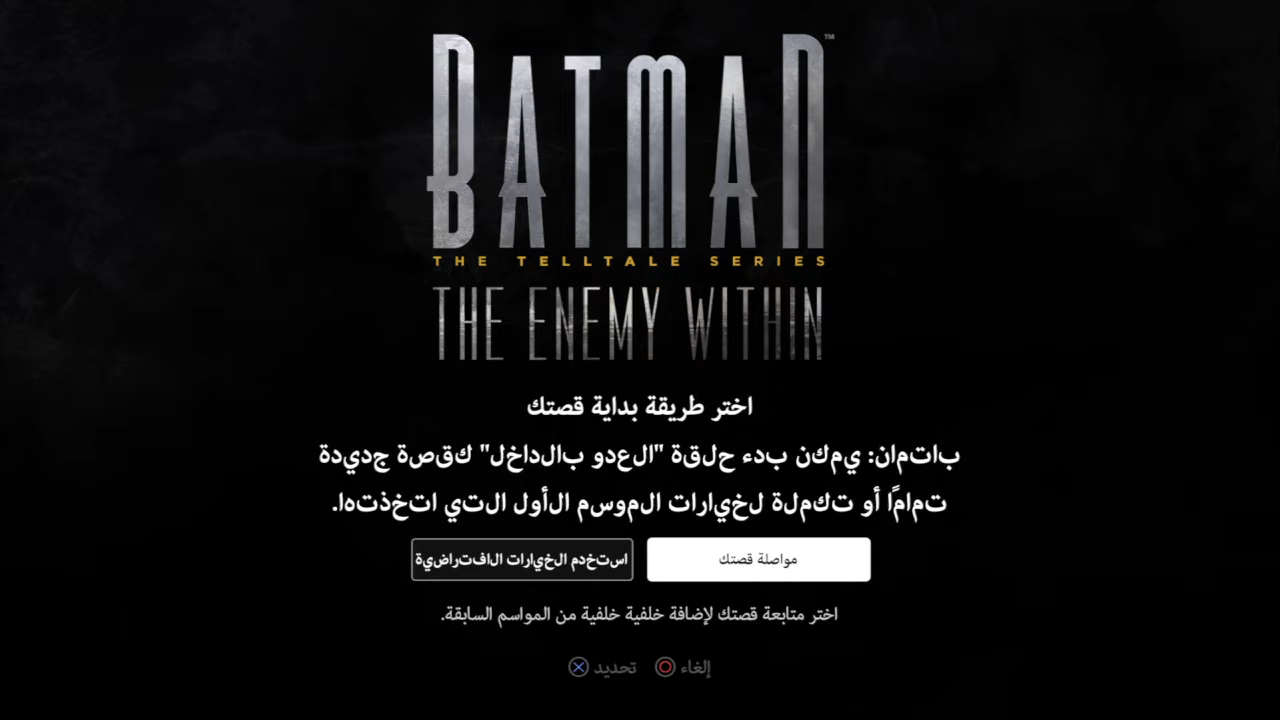 BATMAN™
THE TELLTALE SERIES
THE ENEMY WITHIN
اختر طريقة بداية قصتك
باتمان: يمكن بدء حلقة "العدو بالداخل" كقصة جديدة
تمامًا أو تكملة لخيارات الموسم الأول التي اتخذتها.
مواصلة قصتك
استخدم الخيارات الافتراضية
اختر متابعة قصتك لإضافة خلفية خلفية من المواسم السابقة.
إلغاء تحديد